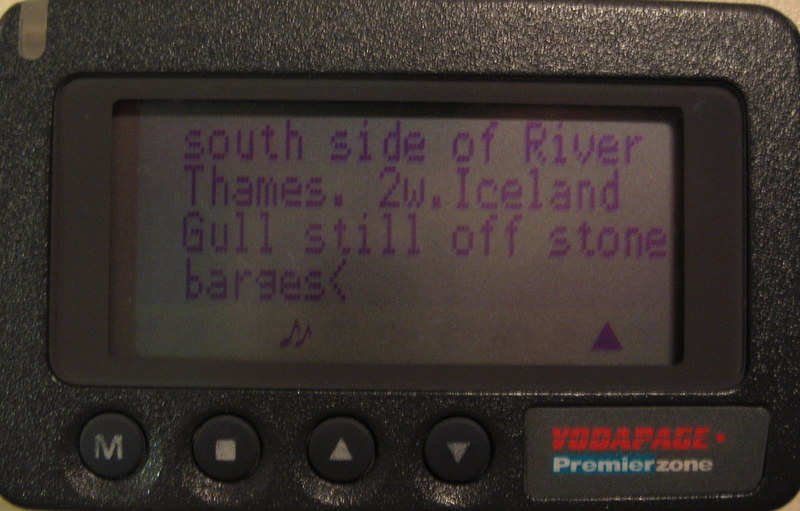 south side of River
Thames. 2w.Iceland
Gull still off stone
barges<
M
VODAPAGE
Premierzone